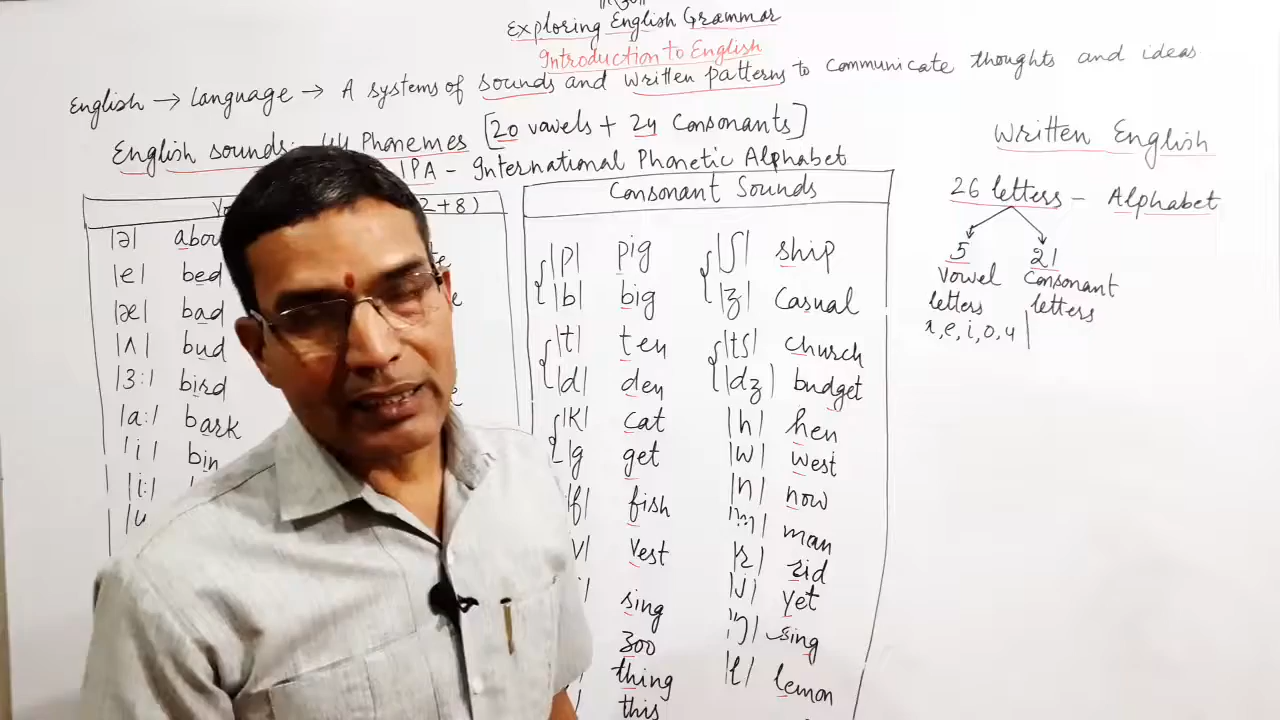 Exploring English Grammar
Introduction to English
English → Language → A systems of sounds and written patterns to communicate thoughts and ideas
English sounds: 44 Phonemes [20 vowels + 24 Consonants]
IPA - International Phonetic Alphabet
2+8)
|ə| abou
|e| bed
|æ| bad
|ʌ| bud
|3:| bird
|a:| bark
|i| bin
|i:|
Consonant Sounds
|p| pig
|b| big
|t| ten
|d| den
|k| cat
|g get
|f| fish
v| vest
sing
zoo
thing
this
|ʃ| ship
|ʒ| casual
|tʃ| church
|dʒ| budget
|h| hen
|w| west
|n| now
|m| man
|r| rid
|j| yet
|ŋ| sing
|l| lemon
Written English
26 letters - Alphabet
5 vowel letters
a, e, i, o, u
21 consonant letters